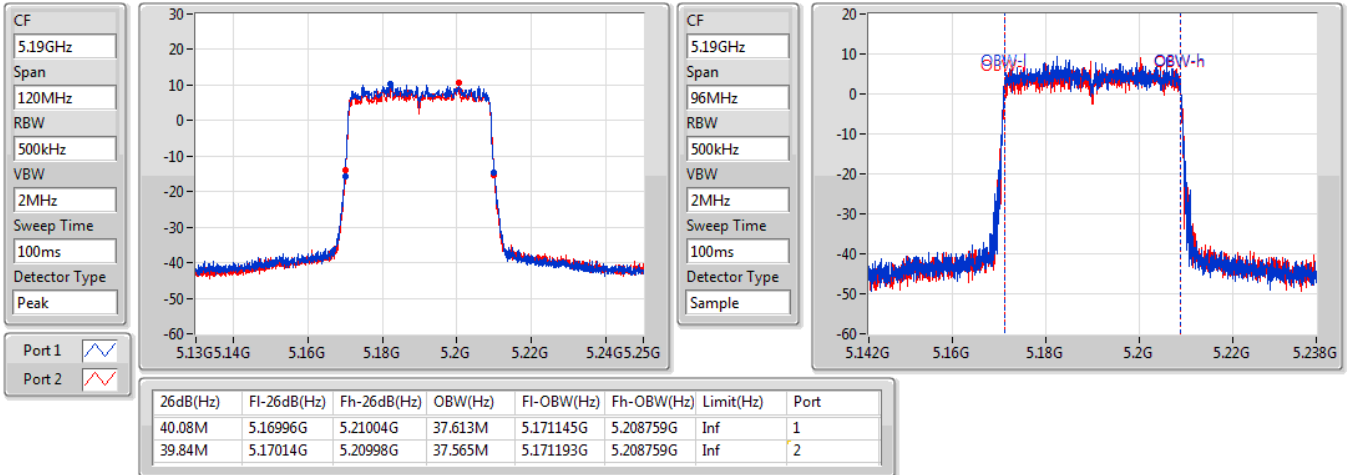 CF
5.19GHz
Span
120MHz
RBW
500kHz
VBW
2MHz
Sweep Time
100ms
Detector Type
Peak
Port 1
Port 2
30
20
10
0
-10
-20
-30
-40
-50
-60
5.13G 5.14G 5.16G 5.18G 5.2G 5.22G 5.24G 5.25G
CF
5.19GHz
Span
96MHz
RBW
500kHz
VBW
2MHz
Sweep Time
100ms
Detector Type
Sample
20
10
0
-10
-20
-30
-40
-50
-60
OBW-l OBW-h
5.142G 5.16G 5.18G 5.2G 5.22G 5.238G
26dB(Hz) Fl-26dB(Hz) Fh-26dB(Hz) OBW(Hz) Fl-OBW(Hz) Fh-OBW(Hz) Limit(Hz) Port
40.08M 5.16996G 5.21004G 37.613M 5.171145G 5.208759G Inf 1
39.84M 5.17014G 5.20998G 37.565M 5.171193G 5.208759G Inf 2